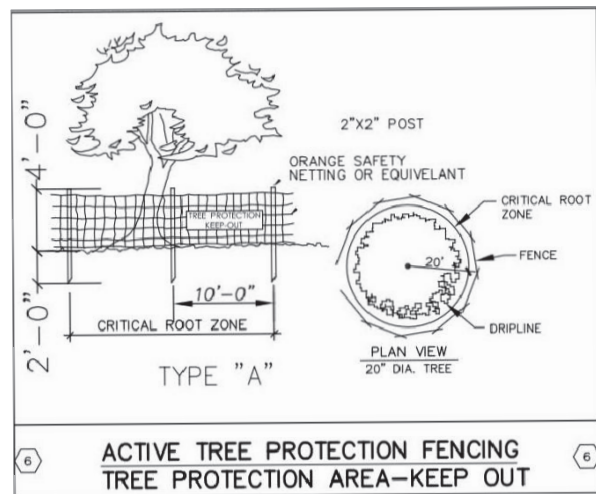 2"X2" POST
ORANGE SAFETY
NETTING OR EQUIVELANT
TREE PROTECTION
KEEP-OUT
4'-0"
2'-0"
10'-0"
CRITICAL ROOT ZONE
TYPE "A"
CRITICAL ROOT
ZONE
FENCE
20'
DRIPLINE
PLAN VIEW
20" DIA. TREE
6
ACTIVE TREE PROTECTION FENCING
TREE PROTECTION AREA-KEEP OUT
6